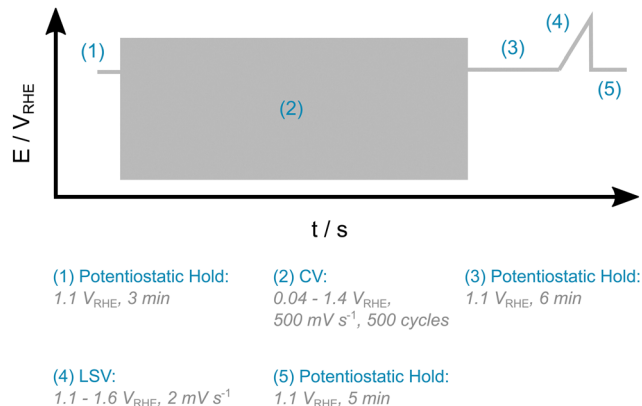 (1)
(2)
(3)
(4)
(5)
E / V_RHE
t / s
(1) Potentiostatic Hold:
1.1 V_RHE, 3 min
(2) CV:
0.04 - 1.4 V_RHE,
500 mV s⁻¹, 500 cycles
(3) Potentiostatic Hold:
1.1 V_RHE, 6 min
(4) LSV:
1.1 - 1.6 V_RHE, 2 mV s⁻¹
(5) Potentiostatic Hold:
1.1 V_RHE, 5 min